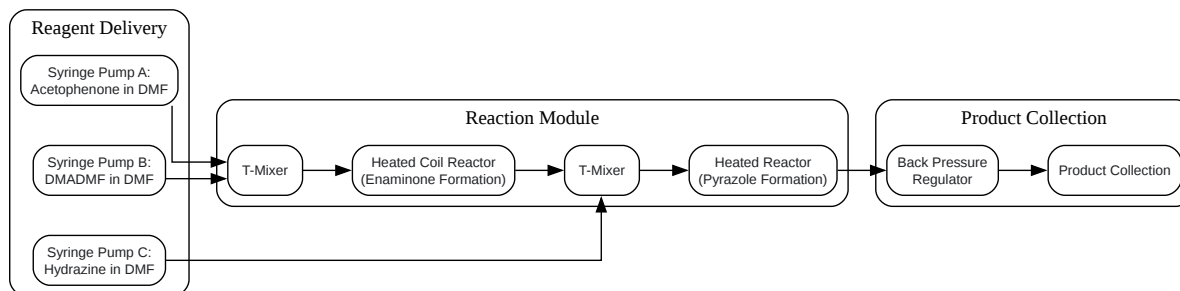 Reagent Delivery
Syringe Pump A:
Acetophenone in DMF
Syringe Pump B:
DMADMF in DMF
Syringe Pump C:
Hydrazine in DMF
Reaction Module
T-Mixer
Heated Coil Reactor
(Enaminone Formation)
T-Mixer
Heated Reactor
(Pyrazole Formation)
Product Collection
Back Pressure
Regulator
Product Collection